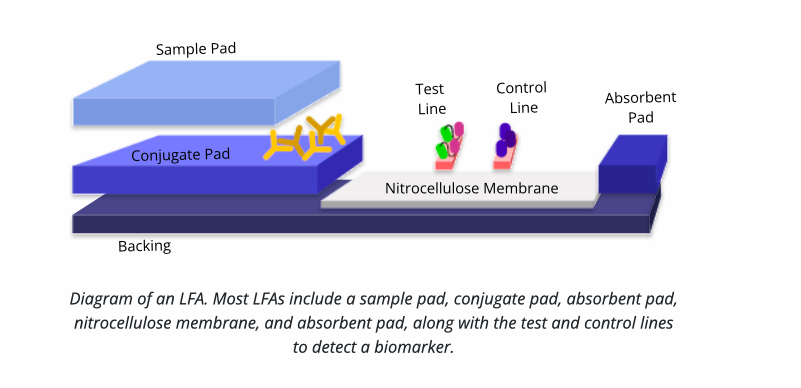 Sample Pad
Test
Line
Control
Line
Absorbent
Pad
Conjugate Pad
Nitrocellulose Membrane
Backing
Diagram of an LFA. Most LFAs include a sample pad, conjugate pad, absorbent pad,
nitrocellulose membrane, and absorbent pad, along with the test and control lines
to detect a biomarker.